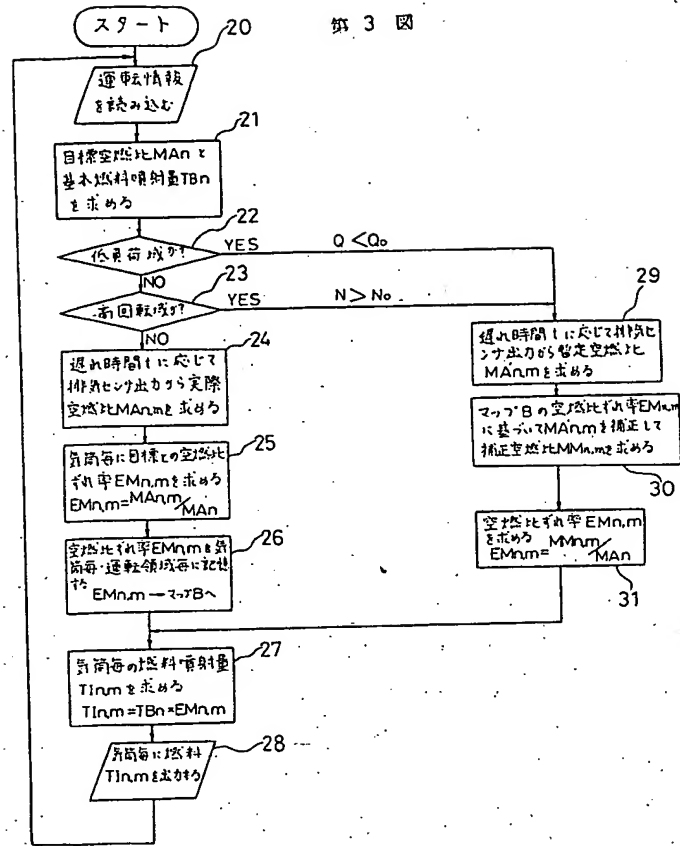 第 3 図
スタート
20
運転情報
を読み込む
21
目標空燃比MAnと
基本燃料噴射量TBn
を求める
22
低負荷域か?
YES
Q<Qo
NO
23
高回転域か?
YES
N>No
NO
24
遅れ時間tに応じて
排気センサ出力から実際
空燃比MAn,mを求める
25
気筒毎に目標との空燃比
ずれ率EMn,mを求める
EMn,m=MAn,m/MAn
26
空燃比ずれ率EMn,mを気
筒毎・運転領域毎に記憶
する
EMn,m→マップBへ
27
気筒毎の燃料噴射量
TIn,mを求める
TIn,m=TBn*EMn,m
28
気筒毎に燃料
TIn,mを出力する
29
遅れ時間tに応じて排気セ
ンサ出力から暫定空燃比
MA'n,mを求める
マップBの空燃比ずれ率EMn,m
に基づいてMA'n,mを補正して
補正空燃比MMn,mを求める
30
空燃比ずれ率EMn,m
を求める
EMn,m=MMn,m/MAn
31